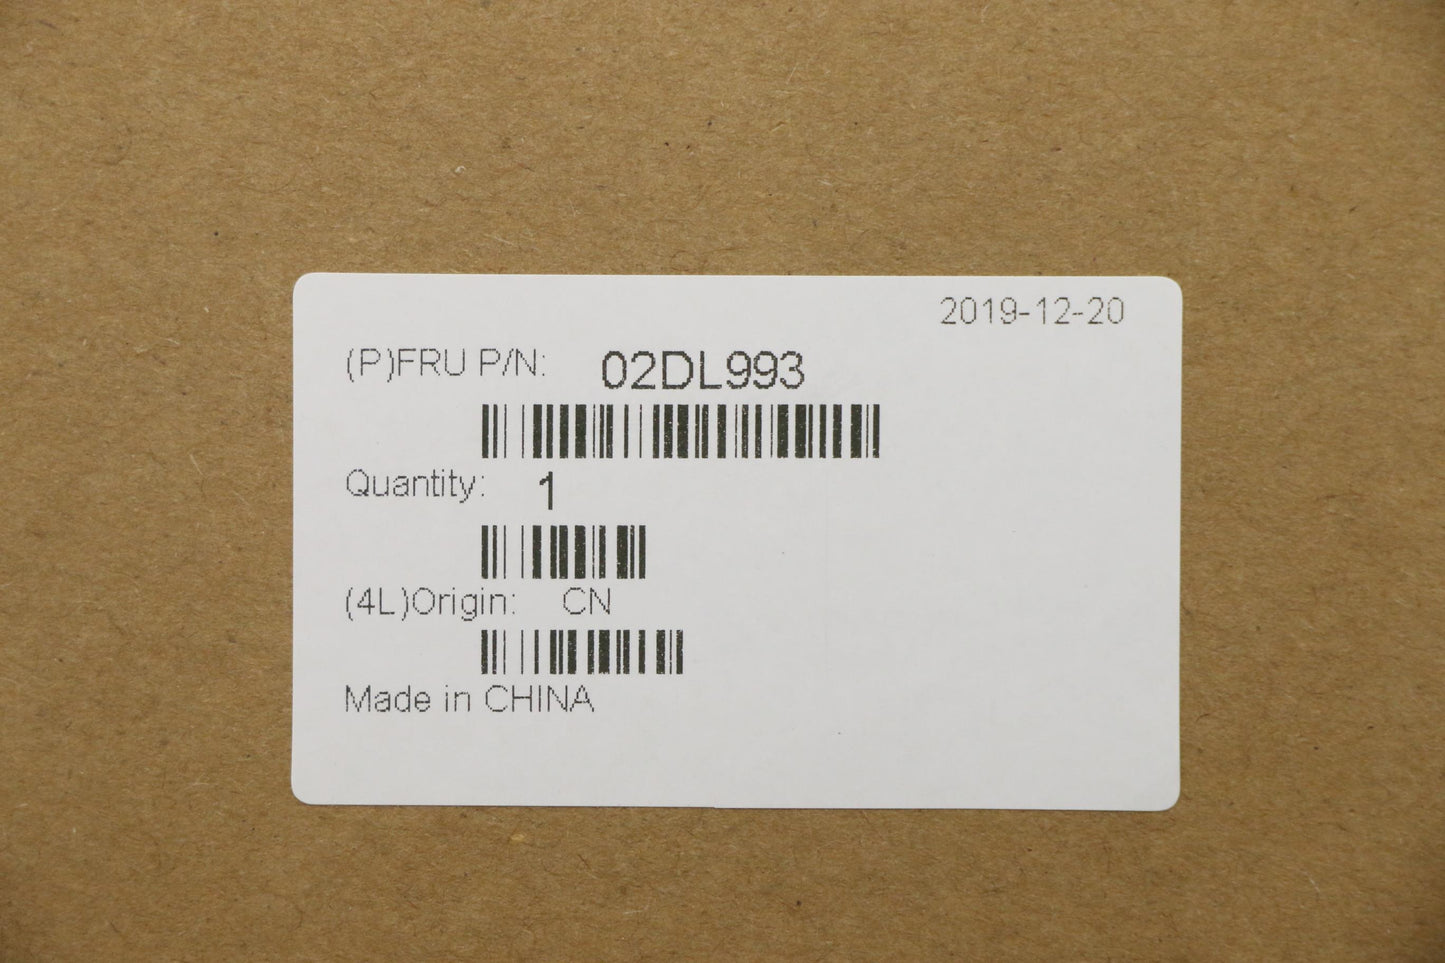 2019-12-20
(P)FRU P/N: 02DL993
Quantity: 1
(4L)Origin: CN
Made in CHINA